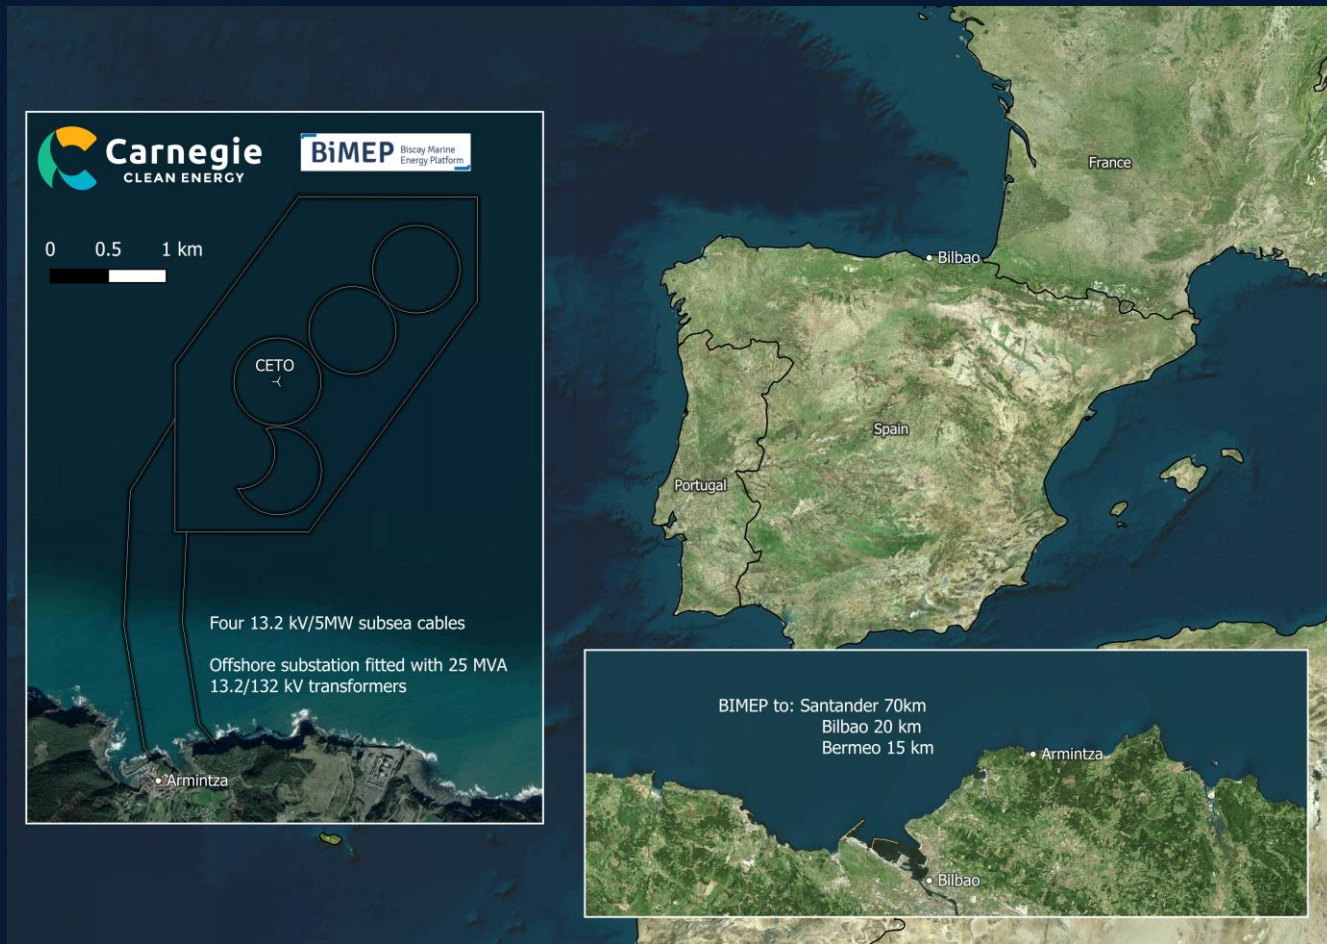 Carnegie
CLEAN ENERGY
BiMEP Biscay Marine
Energy Platform
0 0.5 1 km
CETO
Four 13.2 kV/5MW subsea cables
Offshore substation fitted with 25 MVA
13.2/132 kV transformers
Armintza
France
Bilbao
Spain
Portugal
BIMEP to: Santander 70km
Bilbao 20 km
Bermeo 15 km
Armintza
Bilbao